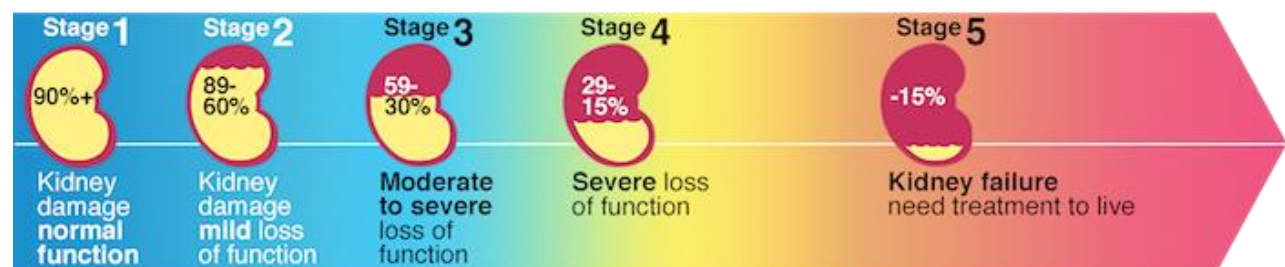 Stage 1
90%+
Kidney
damage
normal
function
Stage 2
89-
60%
Kidney
damage
mild loss
of function
Stage 3
59-
30%
Moderate
to severe
loss of
function
Stage 4
29-
15%
Severe loss
of function
Stage 5
-15%
Kidney failure
need treatment to live